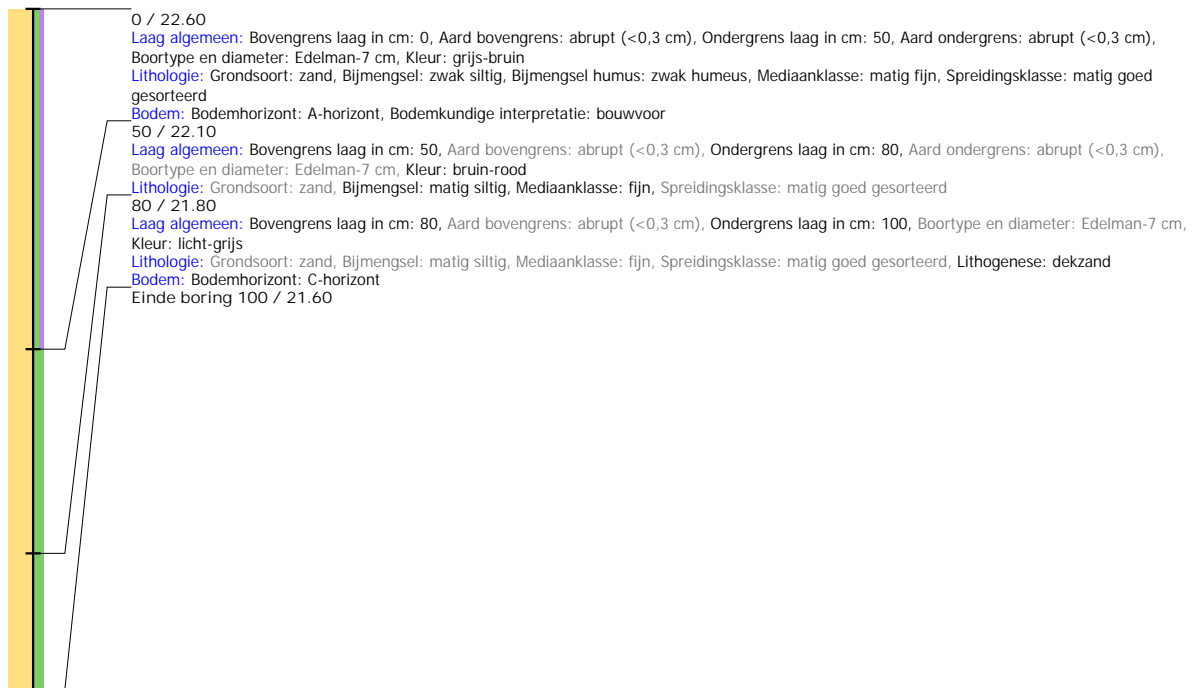 0 / 22.60
Laag algemeen: Bovengrens laag in cm: 0, Aard bovengrens: abrupt (<0,3 cm), Ondergrens laag in cm: 50, Aard ondergrens: abrupt (<0,3 cm),
Boortype en diameter: Edelman-7 cm, Kleur: grijs-bruin
Lithologie: Grondsoort: zand, Bijmengsel: zwak siltig, Bijmengsel humus: zwak humeus, Mediaanklasse: matig fijn, Spreidingsklasse: matig goed
gesorteerd
Bodem: Bodemhorizont: A-horizont, Bodemkundige interpretatie: bouwvoor
50 / 22.10
Laag algemeen: Bovengrens laag in cm: 50, Aard bovengrens: abrupt (<0,3 cm), Ondergrens laag in cm: 80, Aard ondergrens: abrupt (<0,3 cm),
Boortype en diameter: Edelman-7 cm, Kleur: bruin-rood
Lithologie: Grondsoort: zand, Bijmengsel: matig siltig, Mediaanklasse: fijn, Spreidingsklasse: matig goed gesorteerd
80 / 21.80
Laag algemeen: Bovengrens laag in cm: 80, Aard bovengrens: abrupt (<0,3 cm), Ondergrens laag in cm: 100, Boortype en diameter: Edelman-7 cm,
Kleur: licht-grijs
Lithologie: Grondsoort: zand, Bijmengsel: matig siltig, Mediaanklasse: fijn, Spreidingsklasse: matig goed gesorteerd, Lithogenese: dekzand
Bodem: Bodemhorizont: C-horizont
Einde boring 100 / 21.60